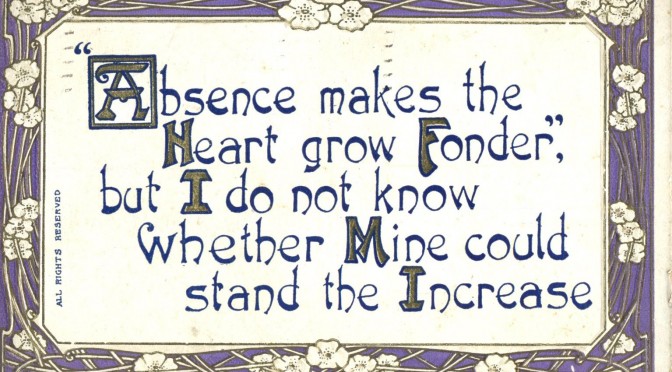 “Absence makes the
Heart grow Fonder”,
but I do not know
whether Mine could
stand the Increase
ALL RIGHTS RESERVED